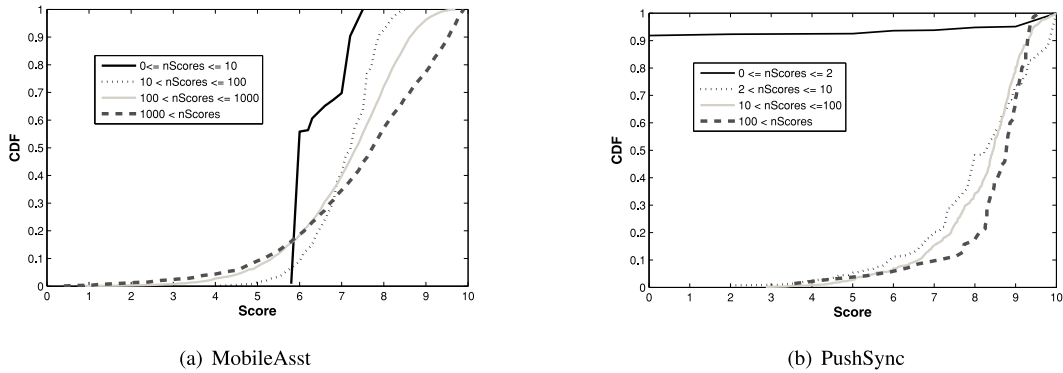 1
0.9
0.8
0.7
0.6
0.5
0.4
0.3
0.2
0.1
0
CDF
0<= nScores <= 10
10 < nScores <= 100
100 < nScores <= 1000
1000 < nScores
0 1 2 3 4 5 6 7 8 9 10
Score
(a) MobileAsst
1
0.9
0.8
0.7
0.6
0.5
0.4
0.3
0.2
0.1
0
CDF
0 <= nScores <= 2
2 < nScores <= 10
10 < nScores <=100
100 < nScores
0 1 2 3 4 5 6 7 8 9 10
Score
(b) PushSync